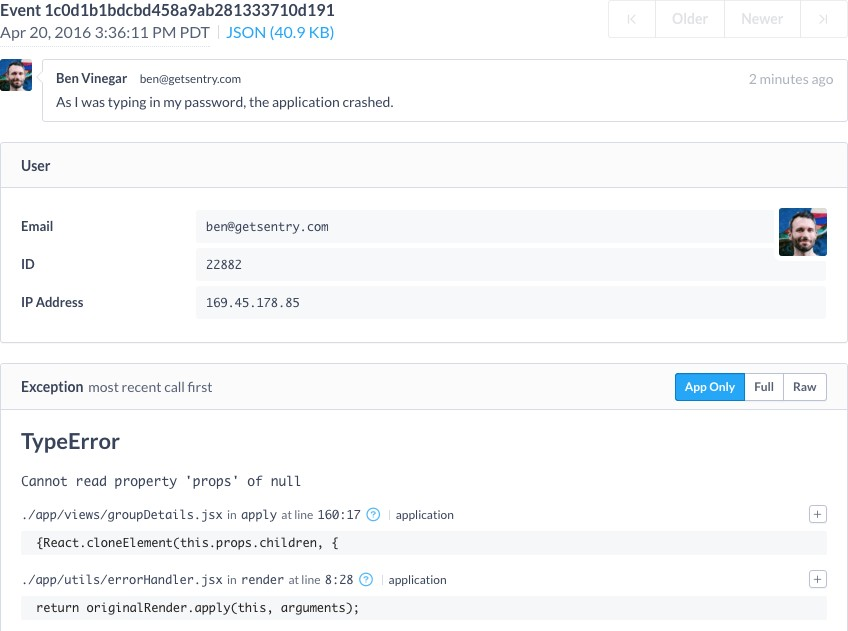 Event 1c0d1b1bdcbd458a9ab281333710d191
Older Newer
Apr 20, 2016 3:36:11 PM PDT JSON (40.9 KB)
Ben Vinegar ben@getsentry.com 2 minutes ago
As I was typing in my password, the application crashed.
User
Email ben@getsentry.com
ID 22882
IP Address 169.45.178.85
Exception most recent call first App Only Full Raw
TypeError
Cannot read property 'props' of null
./app/views/groupDetails.jsx in apply at line 160:17 ? application +
{React.cloneElement(this.props.children, {
./app/utils/errorHandler.jsx in render at line 8:28 ? application +
return originalRender.apply(this, arguments);